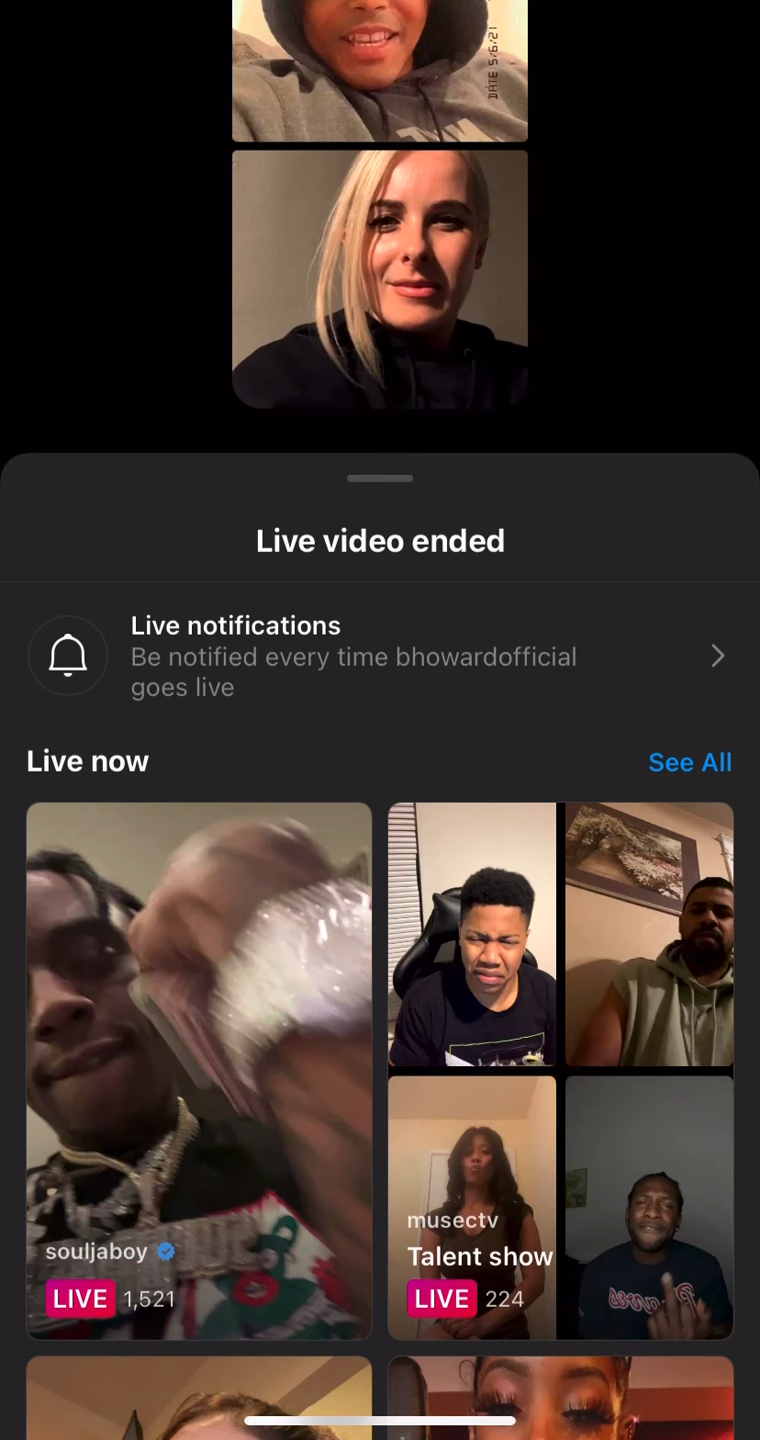 DATE 5/6/21
Live video ended
Live notifications
Be notified every time bhowardofficial
goes live
Live now
See All
souljaboy
LIVE 1,521
musectv
Talent show
LIVE 224
Braves